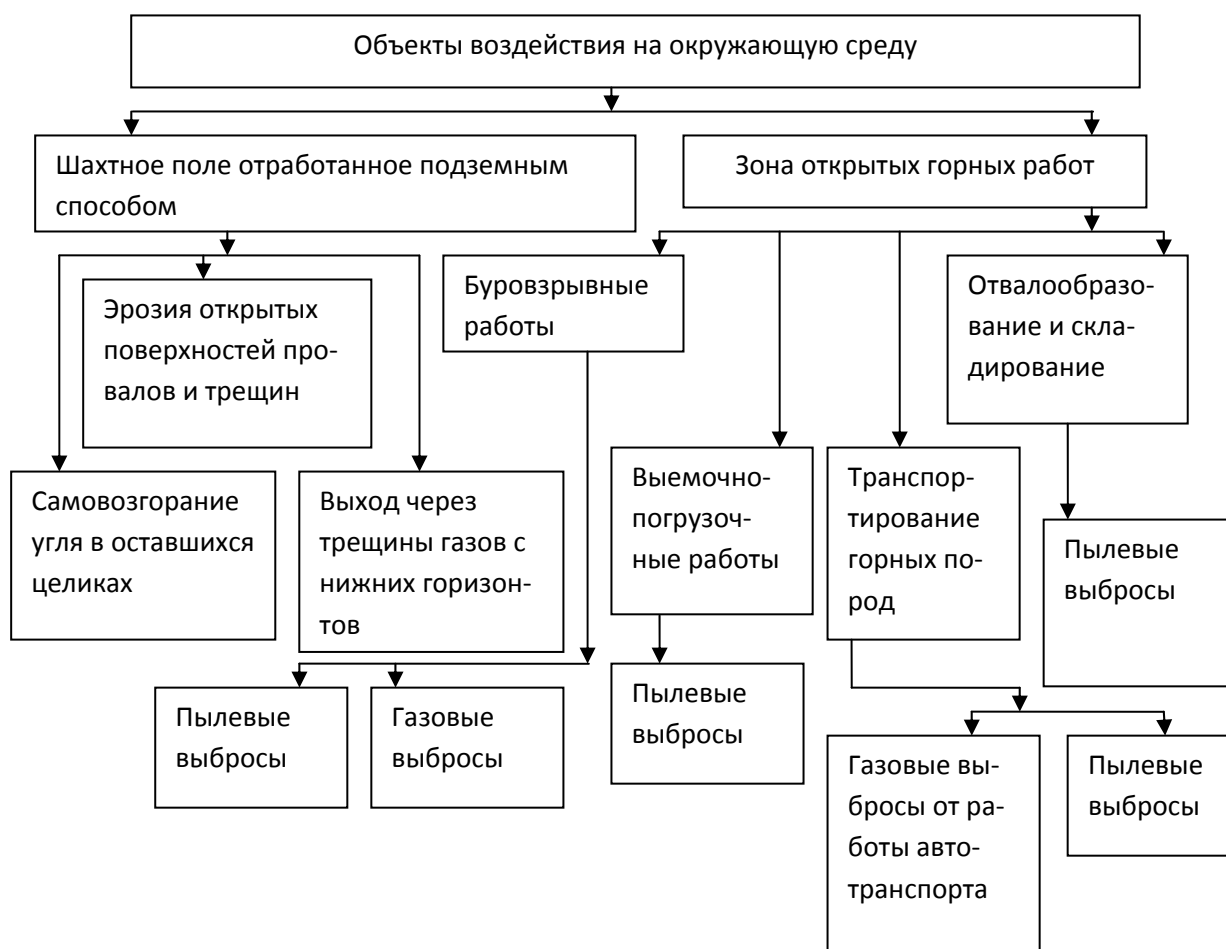 Объекты воздействия на окружающую среду
Шахтное поле отработанное подземным
способом
Зона открытых горных работ
Эрозия открытых
поверхностей про-
валов и трещин
Буровзрывные
работы
Отвалообразо-
вание и скла-
дирование
Самовозгорание
угля в оставшихся
целиках
Выход через
трещины газов с
нижних горизон-
тов
Выемочно-
погрузоч-
ные работы
Транспор-
тирование
горных по-
род
Пылевые
выбросы
Пылевые
выбросы
Газовые
выбросы
Пылевые
выбросы
Газовые вы-
бросы от ра-
боты авто-
транспорта
Пылевые
выбросы